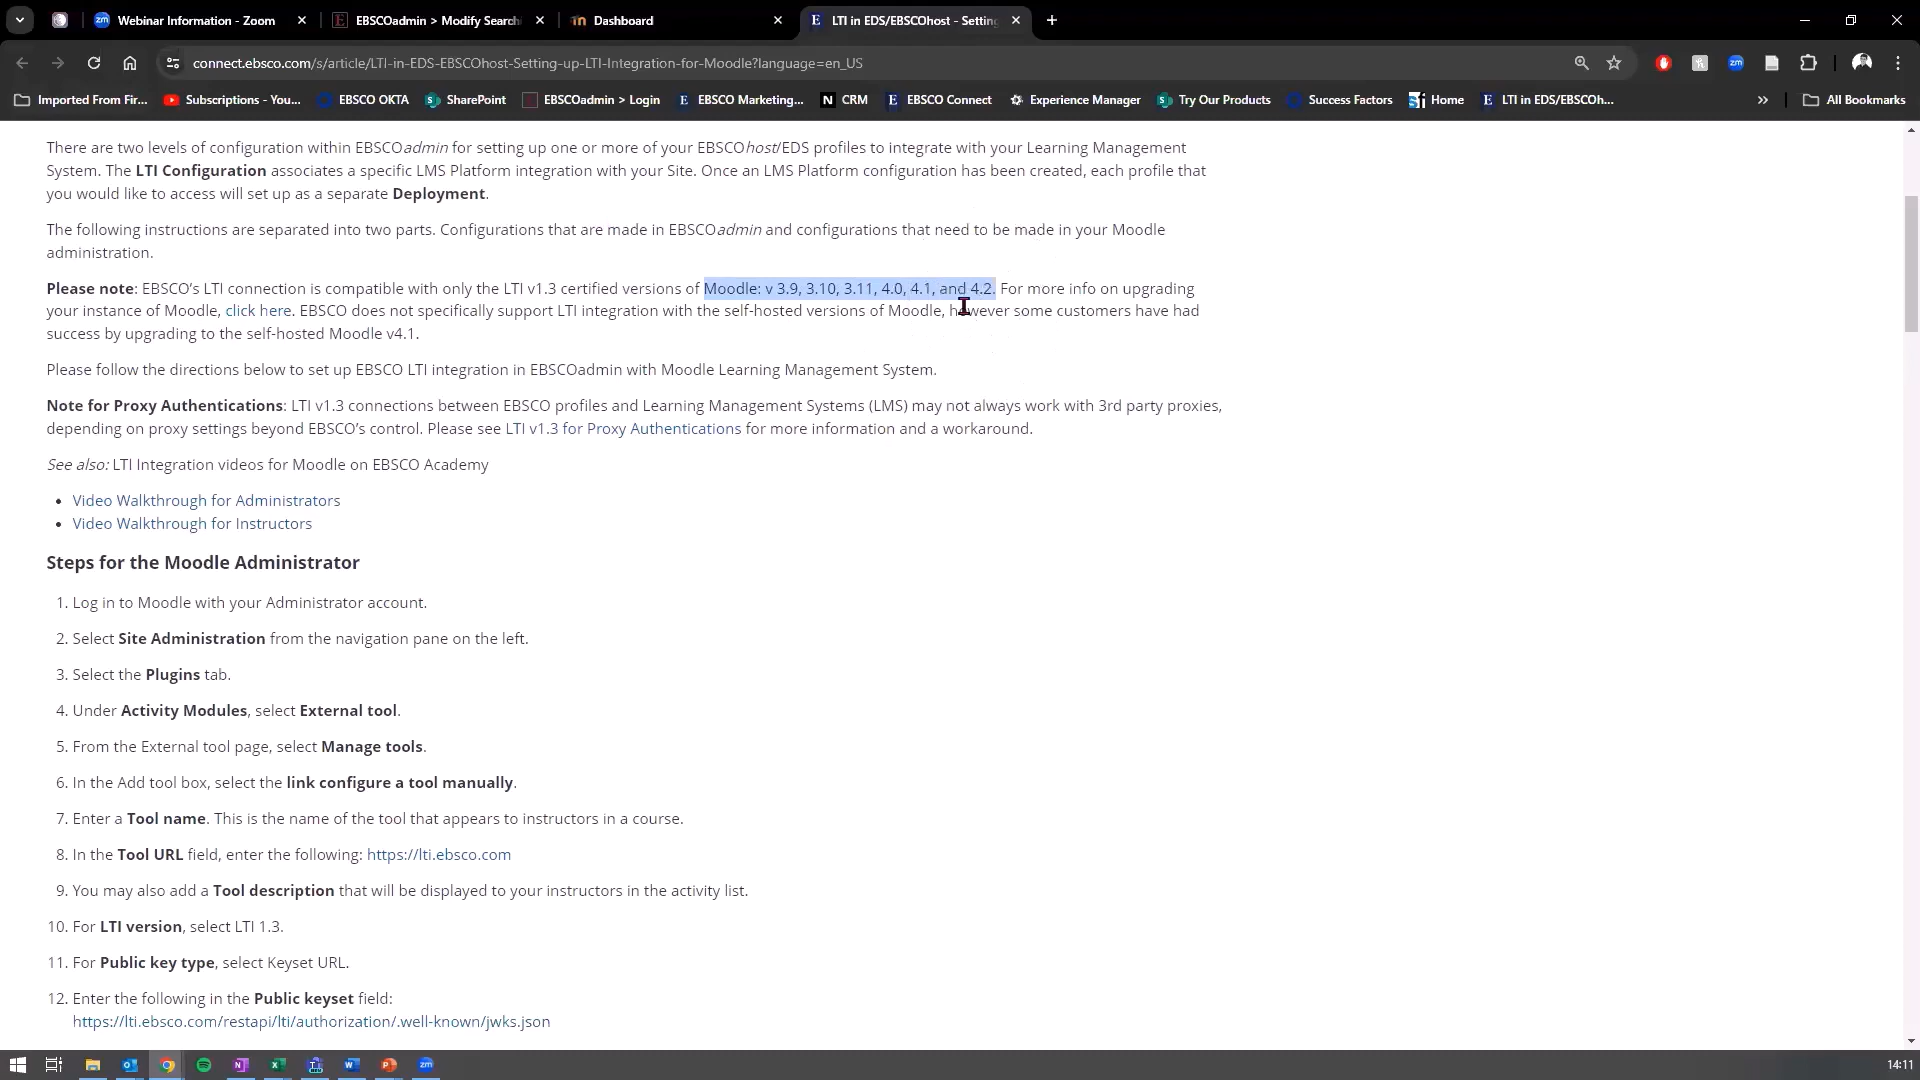 Webinar Information - Zoom
EBSCOadmin > Modify Search
Dashboard
LTI in EDS/EBSCOhost - Settin
connect.ebsco.com/s/article/LTI-in-EDS-EBSCOhost-Setting-up-LTI-Integration-for-Moodle?language=en_US
Imported From Fir... Subscriptions - You... EBSCO OKTA SharePoint EBSCOadmin > Login EBSCO Marketing... CRM EBSCO Connect Experience Manager Try Our Products Success Factors Home LTI in EDS/EBSCOh... All Bookmarks
There are two levels of configuration within EBSCOadmin for setting up one or more of your EBSCOhost/EDS profiles to integrate with your Learning Management
System. The LTI Configuration associates a specific LMS Platform integration with your Site. Once an LMS Platform configuration has been created, each profile that
you would like to access will set up as a separate Deployment.
The following instructions are separated into two parts. Configurations that are made in EBSCOadmin and configurations that need to be made in your Moodle
administration.
Please note: EBSCO’s LTI connection is compatible with only the LTI v1.3 certified versions of Moodle: v 3.9, 3.10, 3.11, 4.0, 4.1, and 4.2. For more info on upgrading
your instance of Moodle, click here. EBSCO does not specifically support LTI integration with the self-hosted versions of Moodle, however some customers have had
success by upgrading to the self-hosted Moodle v4.1.
Please follow the directions below to set up EBSCO LTI integration in EBSCOadmin with Moodle Learning Management System.
Note for Proxy Authentications: LTI v1.3 connections between EBSCO profiles and Learning Management Systems (LMS) may not always work with 3rd party proxies,
depending on proxy settings beyond EBSCO’s control. Please see LTI v1.3 for Proxy Authentications for more information and a workaround.
See also: LTI Integration videos for Moodle on EBSCO Academy
• Video Walkthrough for Administrators
• Video Walkthrough for Instructors
Steps for the Moodle Administrator
1. Log in to Moodle with your Administrator account.
2. Select Site Administration from the navigation pane on the left.
3. Select the Plugins tab.
4. Under Activity Modules, select External tool.
5. From the External tool page, select Manage tools.
6. In the Add tool box, select the link configure a tool manually.
7. Enter a Tool name. This is the name of the tool that appears to instructors in a course.
8. In the Tool URL field, enter the following: https://lti.ebsco.com
9. You may also add a Tool description that will be displayed to your instructors in the activity list.
10. For LTI version, select LTI 1.3.
11. For Public key type, select Keyset URL.
12. Enter the following in the Public keyset field:
https://lti.ebsco.com/restapi/lti/authorization/.well-known/jwks.json
14:11